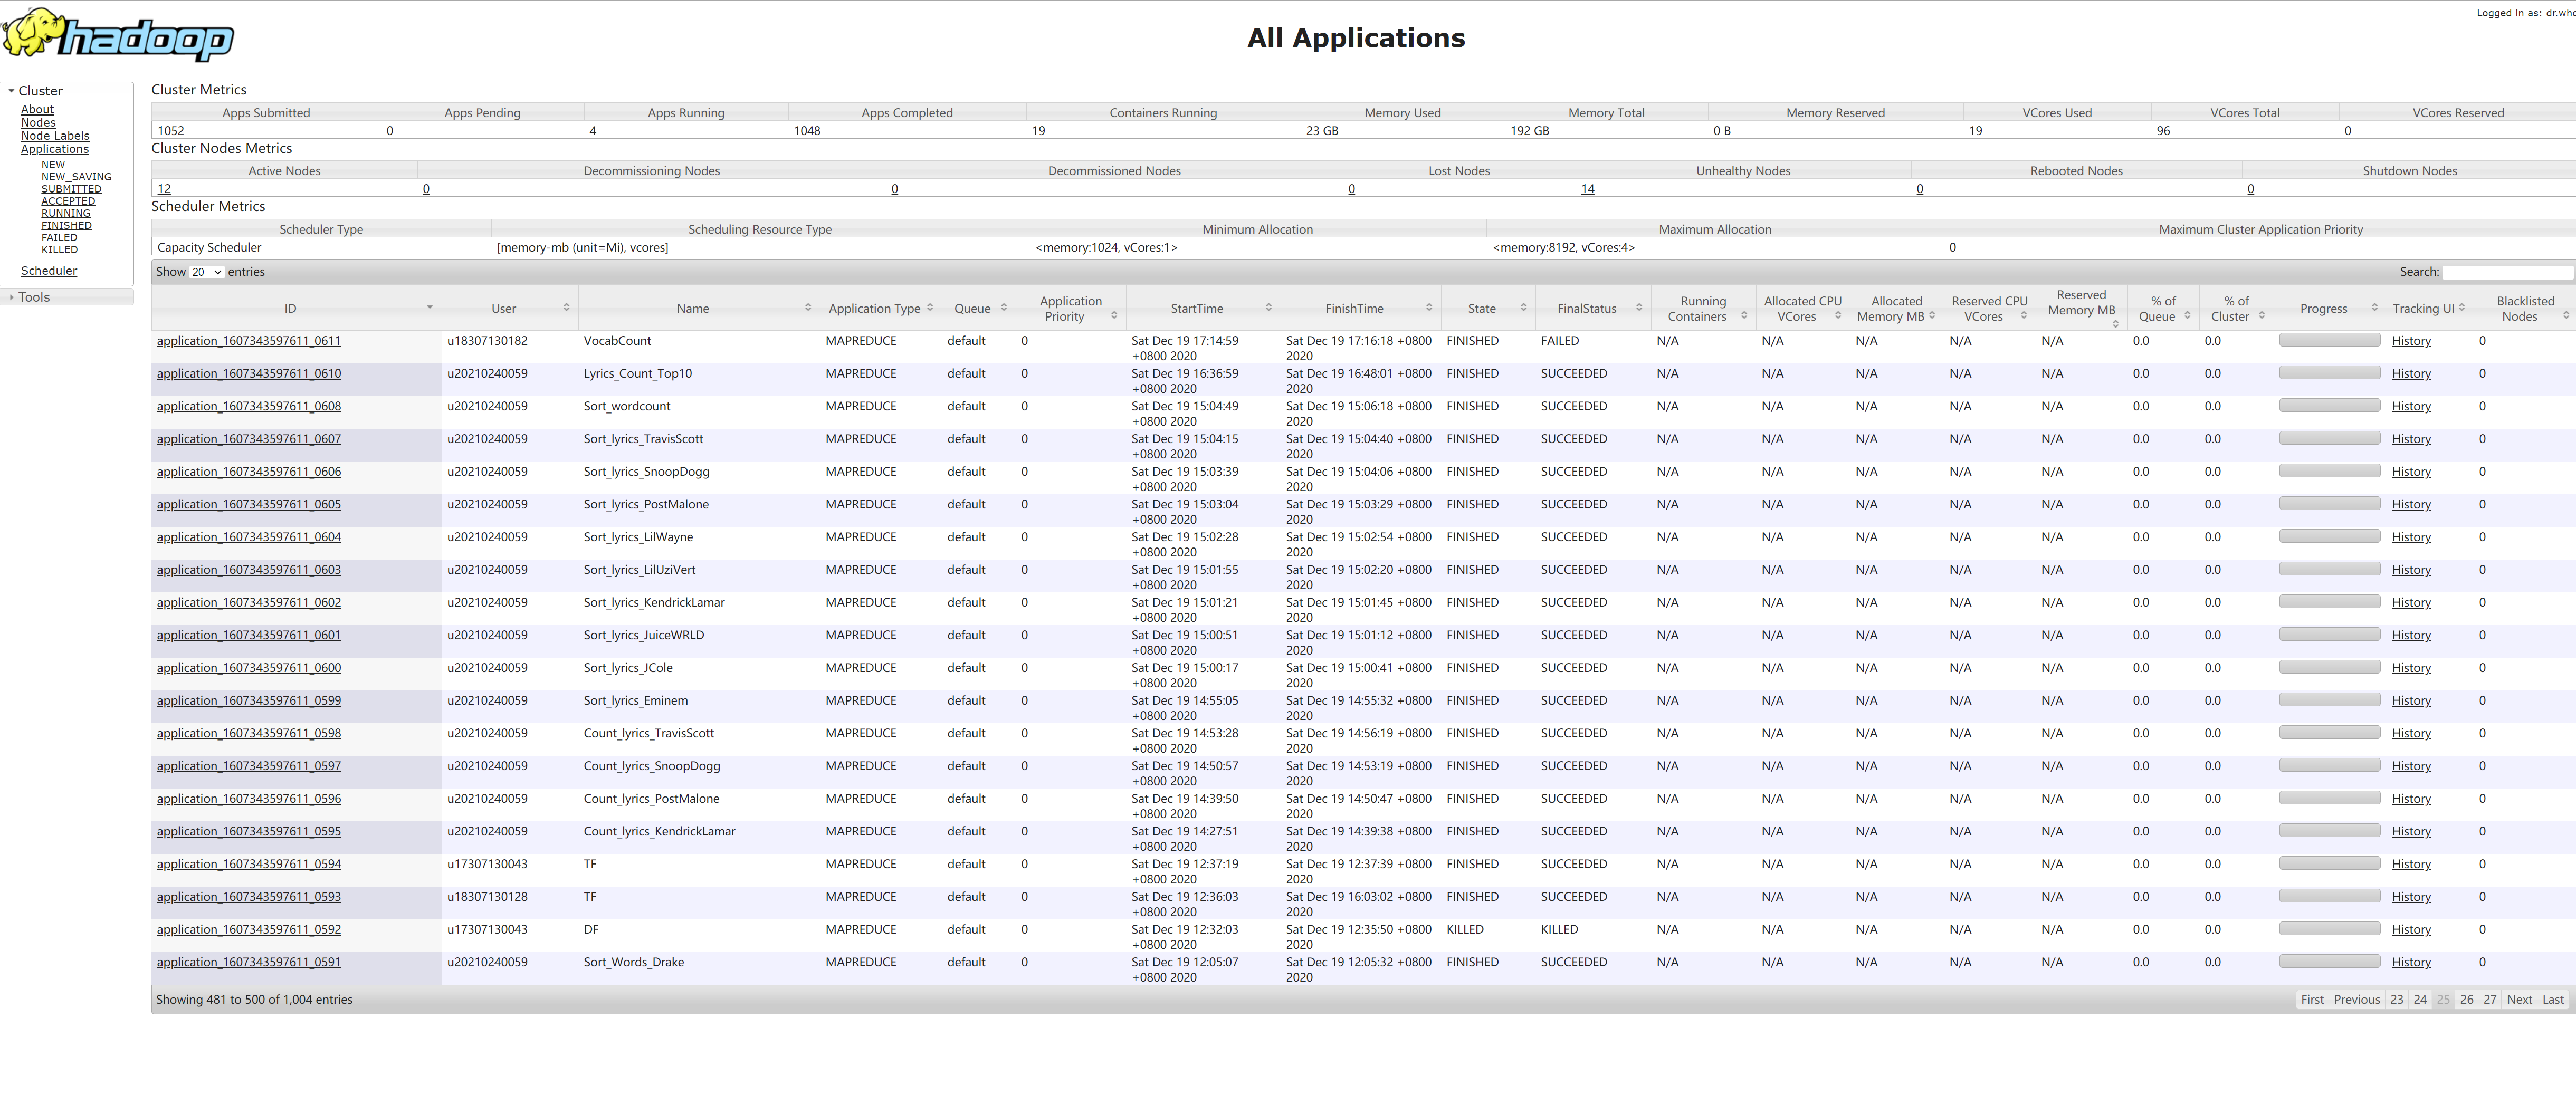 hadoop
All Applications
Logged in as: dr.who
Cluster
About
Nodes
Node Labels
Applications
NEW
NEW_SAVING
SUBMITTED
ACCEPTED
RUNNING
FINISHED
FAILED
KILLED
Scheduler
Tools
Cluster Metrics
Apps Submitted Apps Pending Apps Running Apps Completed Containers Running Memory Used Memory Total Memory Reserved VCores Used VCores Total VCores Reserved
1052 0 4 1048 19 23 GB 192 GB 0 B 19 96 0
Cluster Nodes Metrics
Active Nodes Decommissioning Nodes Decommissioned Nodes Lost Nodes Unhealthy Nodes Rebooted Nodes Shutdown Nodes
12 0 0 0 14 0 0
Scheduler Metrics
Scheduler Type Scheduling Resource Type Minimum Allocation Maximum Allocation Maximum Cluster Application Priority
Capacity Scheduler [memory-mb (unit=Mi), vcores] <memory:1024, vCores:1> <memory:8192, vCores:4> 0
Show 20 entries Search:
ID User Name Application Type Queue Application Priority StartTime FinishTime State FinalStatus Running Containers Allocated CPU VCores Allocated Memory MB Reserved CPU VCores Reserved Memory MB % of Queue % of Cluster Progress Tracking UI Blacklisted Nodes
application_1607343597611_0611 u18307130182 VocabCount MAPREDUCE default 0 Sat Dec 19 17:14:59 +0800 2020 Sat Dec 19 17:16:18 +0800 2020 FINISHED FAILED N/A N/A N/A N/A N/A 0.0 0.0 History 0
application_1607343597611_0610 u20210240059 Lyrics_Count_Top10 MAPREDUCE default 0 Sat Dec 19 16:36:59 +0800 2020 Sat Dec 19 16:48:01 +0800 2020 FINISHED SUCCEEDED N/A N/A N/A N/A N/A 0.0 0.0 History 0
application_1607343597611_0608 u20210240059 Sort_wordcount MAPREDUCE default 0 Sat Dec 19 15:04:49 +0800 2020 Sat Dec 19 15:06:18 +0800 2020 FINISHED SUCCEEDED N/A N/A N/A N/A N/A 0.0 0.0 History 0
application_1607343597611_0607 u20210240059 Sort_lyrics_TravisScott MAPREDUCE default 0 Sat Dec 19 15:04:15 +0800 2020 Sat Dec 19 15:04:40 +0800 2020 FINISHED SUCCEEDED N/A N/A N/A N/A N/A 0.0 0.0 History 0
application_1607343597611_0606 u20210240059 Sort_lyrics_SnoopDogg MAPREDUCE default 0 Sat Dec 19 15:03:39 +0800 2020 Sat Dec 19 15:04:06 +0800 2020 FINISHED SUCCEEDED N/A N/A N/A N/A N/A 0.0 0.0 History 0
application_1607343597611_0605 u20210240059 Sort_lyrics_PostMalone MAPREDUCE default 0 Sat Dec 19 15:03:04 +0800 2020 Sat Dec 19 15:03:29 +0800 2020 FINISHED SUCCEEDED N/A N/A N/A N/A N/A 0.0 0.0 History 0
application_1607343597611_0604 u20210240059 Sort_lyrics_LilWayne MAPREDUCE default 0 Sat Dec 19 15:02:28 +0800 2020 Sat Dec 19 15:02:54 +0800 2020 FINISHED SUCCEEDED N/A N/A N/A N/A N/A 0.0 0.0 History 0
application_1607343597611_0603 u20210240059 Sort_lyrics_LilUziVert MAPREDUCE default 0 Sat Dec 19 15:01:55 +0800 2020 Sat Dec 19 15:02:20 +0800 2020 FINISHED SUCCEEDED N/A N/A N/A N/A N/A 0.0 0.0 History 0
application_1607343597611_0602 u20210240059 Sort_lyrics_KendrickLamar MAPREDUCE default 0 Sat Dec 19 15:01:21 +0800 2020 Sat Dec 19 15:01:45 +0800 2020 FINISHED SUCCEEDED N/A N/A N/A N/A N/A 0.0 0.0 History 0
application_1607343597611_0601 u20210240059 Sort_lyrics_JuiceWRLD MAPREDUCE default 0 Sat Dec 19 15:00:51 +0800 2020 Sat Dec 19 15:01:12 +0800 2020 FINISHED SUCCEEDED N/A N/A N/A N/A N/A 0.0 0.0 History 0
application_1607343597611_0600 u20210240059 Sort_lyrics_JCole MAPREDUCE default 0 Sat Dec 19 15:00:17 +0800 2020 Sat Dec 19 15:00:41 +0800 2020 FINISHED SUCCEEDED N/A N/A N/A N/A N/A 0.0 0.0 History 0
application_1607343597611_0599 u20210240059 Sort_lyrics_Eminem MAPREDUCE default 0 Sat Dec 19 14:55:05 +0800 2020 Sat Dec 19 14:55:32 +0800 2020 FINISHED SUCCEEDED N/A N/A N/A N/A N/A 0.0 0.0 History 0
application_1607343597611_0598 u20210240059 Count_lyrics_TravisScott MAPREDUCE default 0 Sat Dec 19 14:53:28 +0800 2020 Sat Dec 19 14:56:19 +0800 2020 FINISHED SUCCEEDED N/A N/A N/A N/A N/A 0.0 0.0 History 0
application_1607343597611_0597 u20210240059 Count_lyrics_SnoopDogg MAPREDUCE default 0 Sat Dec 19 14:50:57 +0800 2020 Sat Dec 19 14:53:19 +0800 2020 FINISHED SUCCEEDED N/A N/A N/A N/A N/A 0.0 0.0 History 0
application_1607343597611_0596 u20210240059 Count_lyrics_PostMalone MAPREDUCE default 0 Sat Dec 19 14:39:50 +0800 2020 Sat Dec 19 14:50:47 +0800 2020 FINISHED SUCCEEDED N/A N/A N/A N/A N/A 0.0 0.0 History 0
application_1607343597611_0595 u20210240059 Count_lyrics_KendrickLamar MAPREDUCE default 0 Sat Dec 19 14:27:51 +0800 2020 Sat Dec 19 14:39:38 +0800 2020 FINISHED SUCCEEDED N/A N/A N/A N/A N/A 0.0 0.0 History 0
application_1607343597611_0594 u17307130043 TF MAPREDUCE default 0 Sat Dec 19 12:37:19 +0800 2020 Sat Dec 19 12:37:39 +0800 2020 FINISHED SUCCEEDED N/A N/A N/A N/A N/A 0.0 0.0 History 0
application_1607343597611_0593 u18307130128 TF MAPREDUCE default 0 Sat Dec 19 12:36:03 +0800 2020 Sat Dec 19 16:03:02 +0800 2020 FINISHED SUCCEEDED N/A N/A N/A N/A N/A 0.0 0.0 History 0
application_1607343597611_0592 u17307130043 DF MAPREDUCE default 0 Sat Dec 19 12:32:03 +0800 2020 Sat Dec 19 12:35:50 +0800 2020 KILLED KILLED N/A N/A N/A N/A N/A 0.0 0.0 History 0
application_1607343597611_0591 u20210240059 Sort_Words_Drake MAPREDUCE default 0 Sat Dec 19 12:05:07 +0800 2020 Sat Dec 19 12:05:32 +0800 2020 FINISHED SUCCEEDED N/A N/A N/A N/A N/A 0.0 0.0 History 0
Showing 481 to 500 of 1,004 entries First Previous 23 24 25 26 27 Next Last